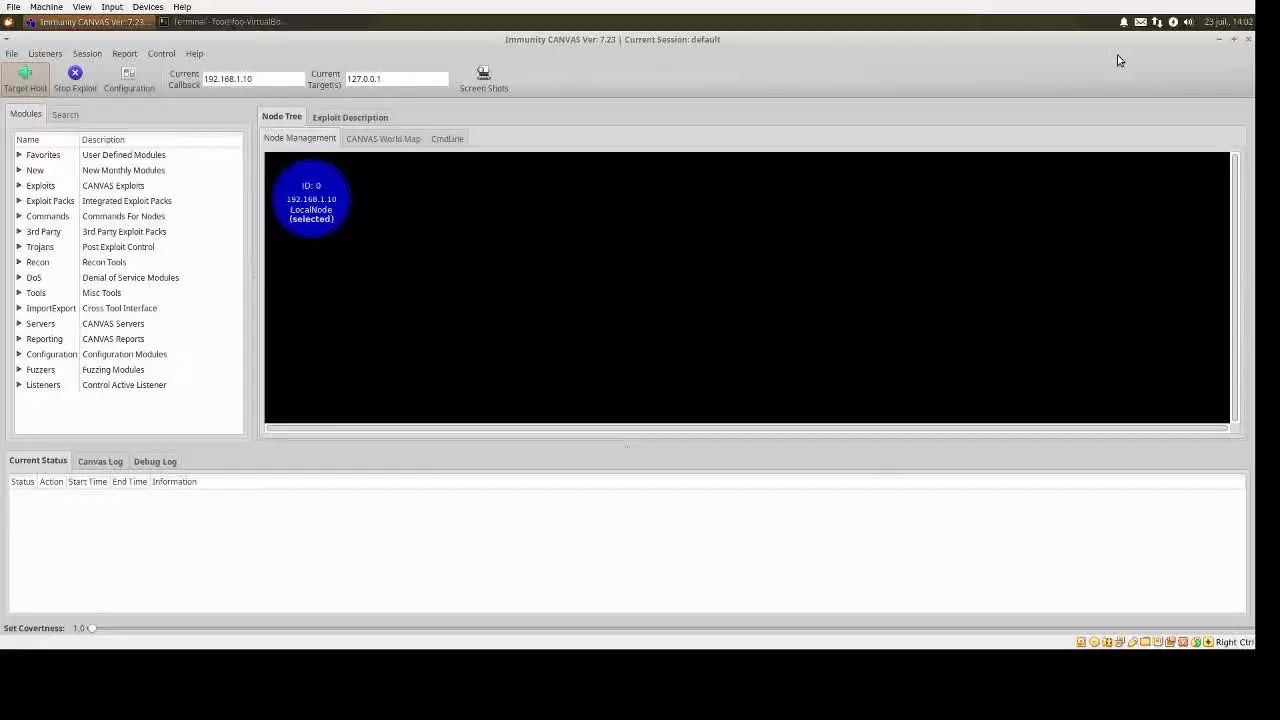 File Machine View Input Devices Help
Immunity CANVAS Ver: 7.23... Terminal - foo@foo-VirtualBo... 23 juil., 14:02
Immunity CANVAS Ver: 7.23 | Current Session: default
File Listeners Session Report Control Help
Target Host Stop Exploit Configuration Current Callback 192.168.1.10 Current Target(s) 127.0.0.1 Screen Shots
Modules Search
Node Tree Exploit Description
Node Management CANVAS World Map CmdLine
Name Description
Favorites User Defined Modules
New New Monthly Modules
Exploits CANVAS Exploits
Exploit Packs Integrated Exploit Packs
Commands Commands For Nodes
3rd Party 3rd Party Exploit Packs
Trojans Post Exploit Control
Recon Recon Tools
DoS Denial of Service Modules
Tools Misc Tools
ImportExport Cross Tool Interface
Servers CANVAS Servers
Reporting CANVAS Reports
Configuration Configuration Modules
Fuzzers Fuzzing Modules
Listeners Control Active Listener
ID: 0
192.168.1.10
LocalNode
(selected)
Current Status Canvas Log Debug Log
Status Action Start Time End Time Information
Set Covertness: 1.0
Right Ctrl